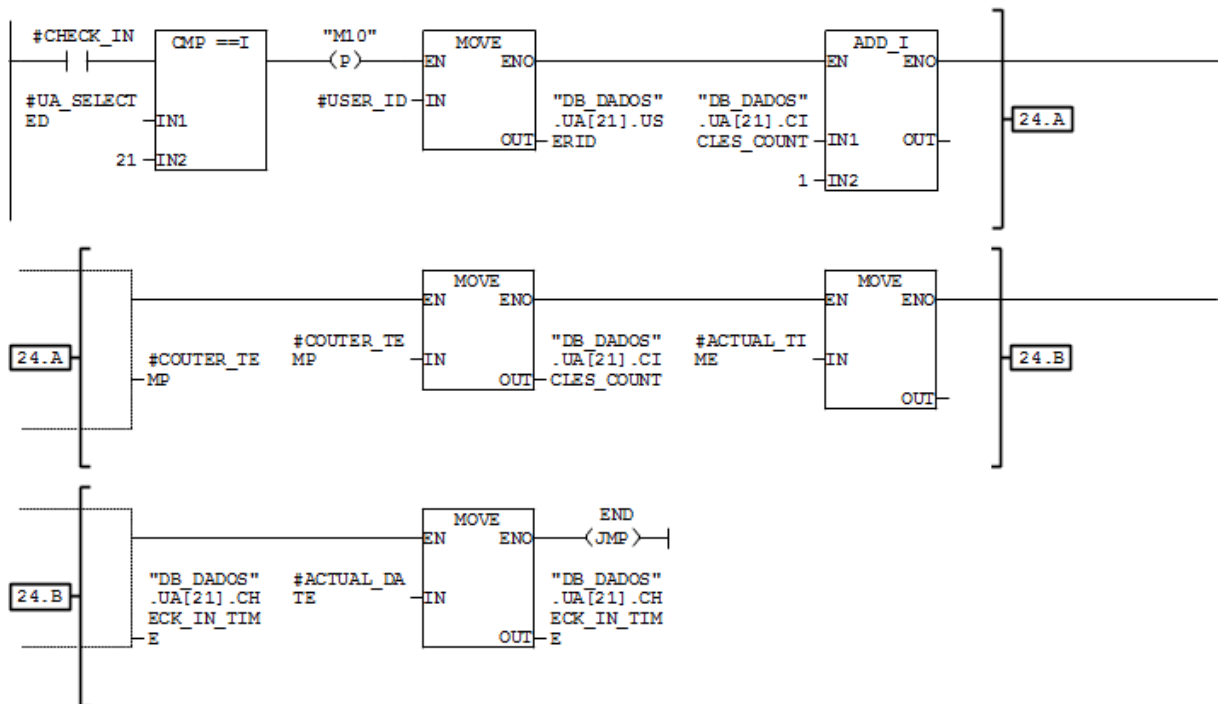 #CHECK_IN
CMP ==I
"M10"
(P)
MOVE
ADD_I
EN ENO
EN ENO
#UA_SELECT
ED
IN1
21
IN2
#USER_ID
IN
OUT
"DB_DADOS"
.UA[21].US
ERID
"DB_DADOS"
.UA[21].CI
CLES_COUNT
IN1
OUT
1
IN2
24.A
24.A
#COUTER_TE
MP
MOVE
EN ENO
#COUTER_TE
MP
IN
OUT
"DB_DADOS"
.UA[21].CI
CLES_COUNT
MOVE
EN ENO
#ACTUAL_TI
ME
IN
OUT
24.B
24.B
"DB_DADOS"
.UA[21].CH
ECK_IN_TIM
E
MOVE
EN ENO
#ACTUAL_DA
TE
IN
OUT
END
(JMP)
"DB_DADOS"
.UA[21].CH
ECK_IN_TIM
E